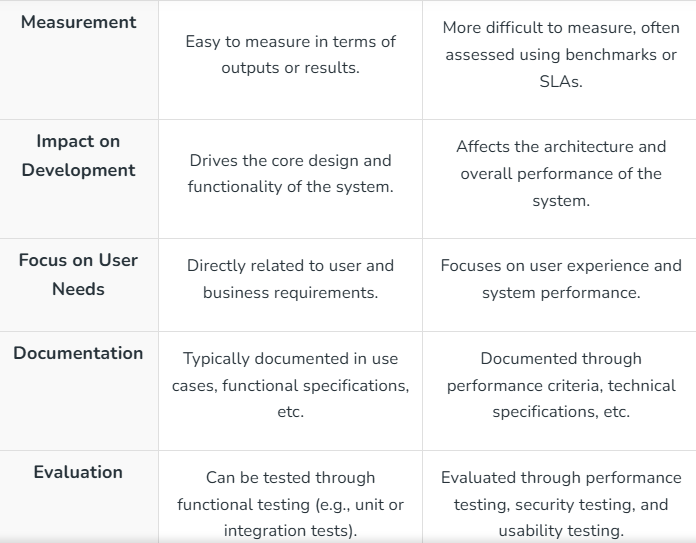 Measurement
Easy to measure in terms of
outputs or results.
More difficult to measure, often
assessed using benchmarks or
SLAs.
Impact on
Development
Drives the core design and
functionality of the system.
Affects the architecture and
overall performance of the
system.
Focus on User
Needs
Directly related to user and
business requirements.
Focuses on user experience and
system performance.
Documentation
Typically documented in use
cases, functional specifications,
etc.
Documented through
performance criteria, technical
specifications, etc.
Evaluation
Can be tested through
functional testing (e.g., unit or
integration tests).
Evaluated through performance
testing, security testing, and
usability testing.